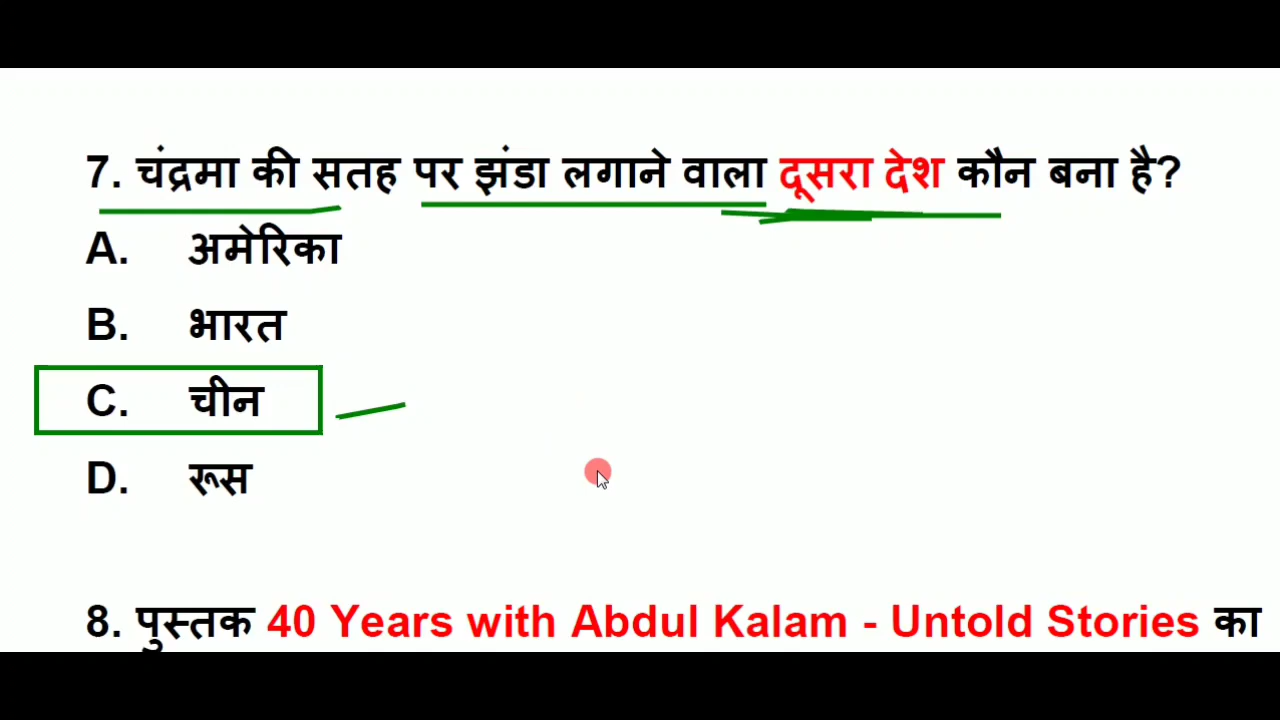 7. चंद्रमा की सतह पर झंडा लगाने वाला दूसरा देश कौन बना है?
A. अमेरिका
B. भारत
C. चीन
D. रूस
8. पुस्तक 40 Years with Abdul Kalam - Untold Stories का